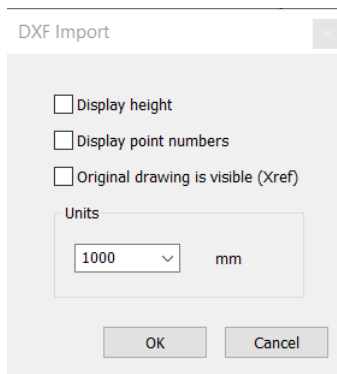 DXF Import
Display height
Display point numbers
Original drawing is visible (Xref)
Units
1000 mm
OK Cancel